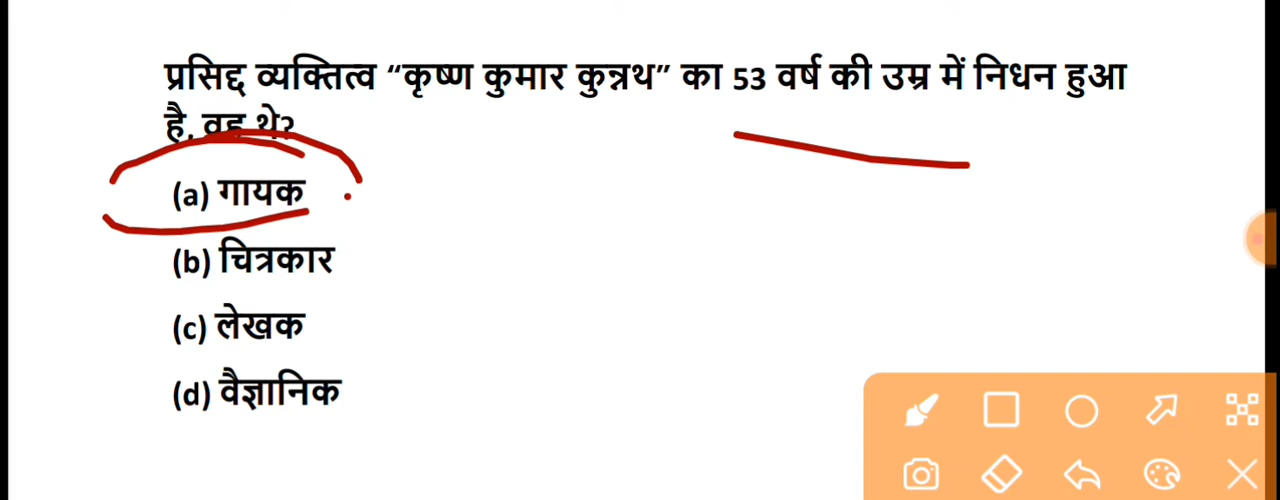 प्रसिद्द व्यक्तित्व “कृष्ण कुमार कुन्नथ” का 53 वर्ष की उम्र में निधन हुआ
है, वह थे?
(a) गायक
(b) चित्रकार
(c) लेखक
(d) वैज्ञानिक